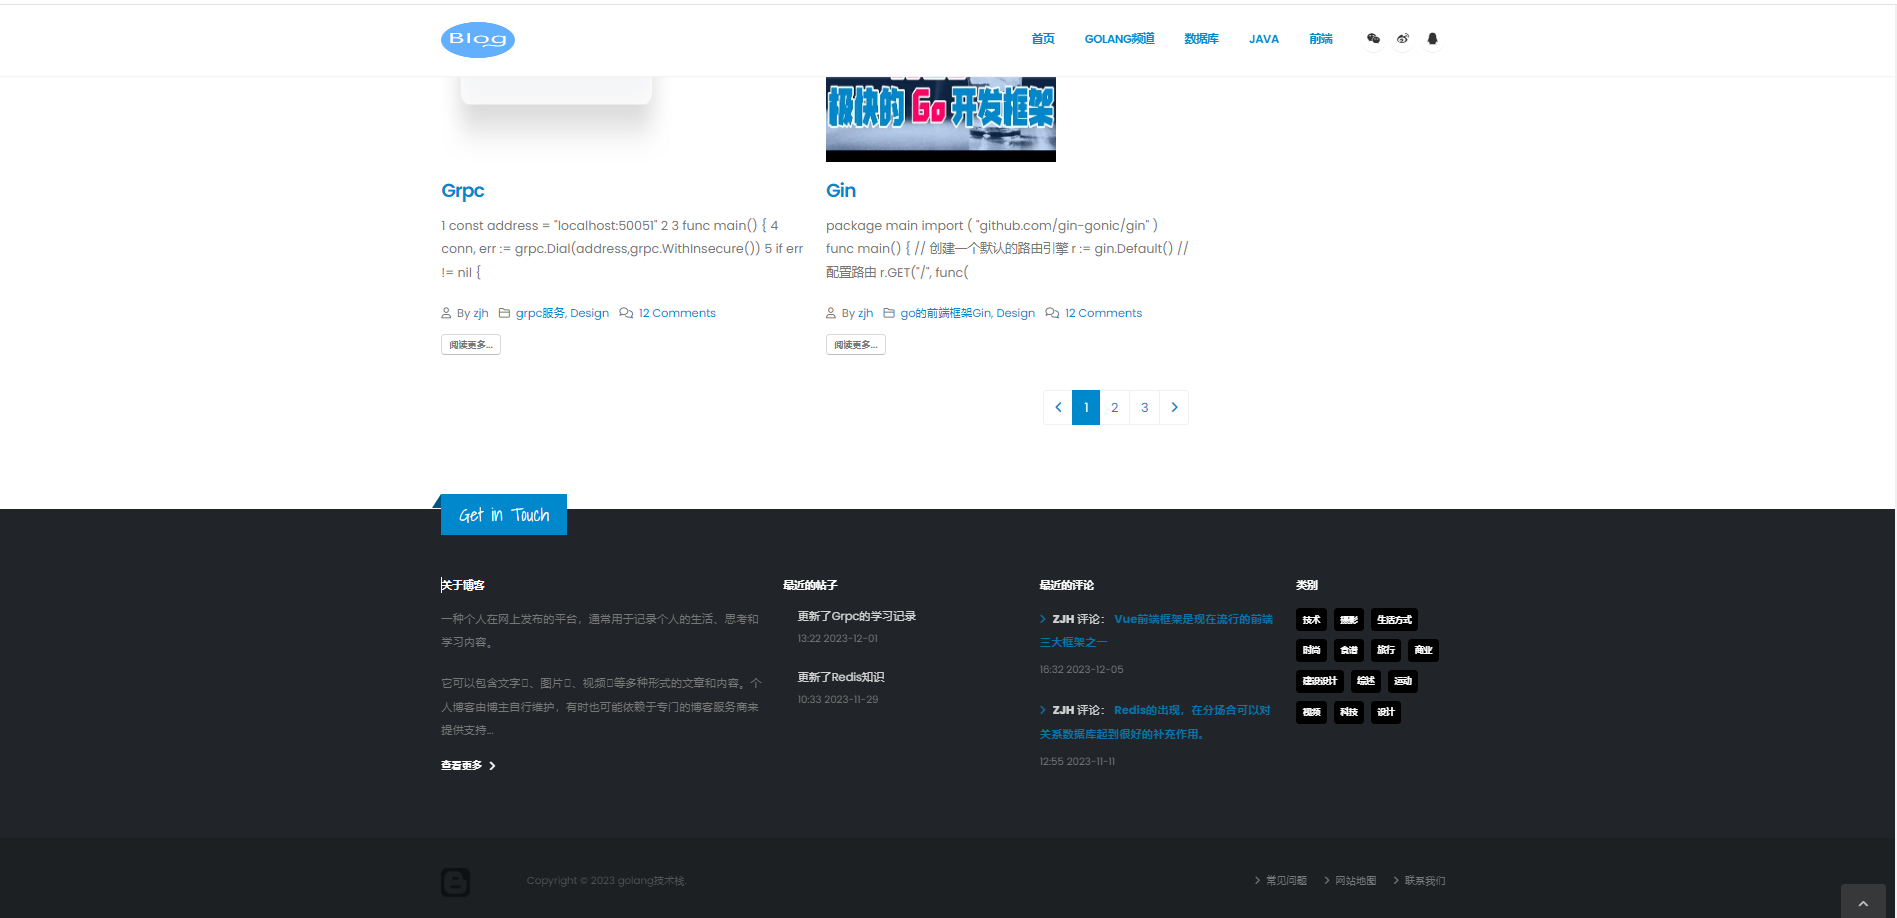 Blog
首页 GOLANG频道 数据库 JAVA 前端
极快的 Go 开发框架
Grpc
1 const address = "localhost:50051" 2 3 func main() { 4
conn, err := grpc.Dial(address,grpc.WithInsecure()) 5 if err
!= nil {
By zjh grpc服务, Design 12 Comments
阅读更多...
Gin
package main import ( "github.com/gin-gonic/gin" )
func main() { // 创建一个默认的路由引擎 r := gin.Default() //
配置路由 r.GET("/", func(
By zjh go的前端框架Gin, Design 12 Comments
阅读更多...
1 2 3
Get in Touch
关于博客
一种个人在网上发布的平台，通常用于记录个人的生活、思考和
学习内容。
它可以包含文字、图片、视频等多种形式的文章和内容。个
人博客由博主自行维护，有时也可能依赖于专门的博客服务商来
提供支持...
查看更多
最近的帖子
更新了Grpc的学习记录
13:22 2023-12-01
更新了Redis知识
10:33 2023-11-29
最近的评论
ZJH 评论： Vue前端框架是现在流行的前端
三大框架之一
16:32 2023-12-05
ZJH 评论： Redis的出现，在分场合可以对
关系数据库起到很好的补充作用。
12:55 2023-11-11
类别
技术 摄影 生活方式
时尚 食谱 旅行 商业
建设设计 综述 运动
视频 科技 设计
Copyright © 2023 golang技术栈.
常见问题 网站地图 联系我们